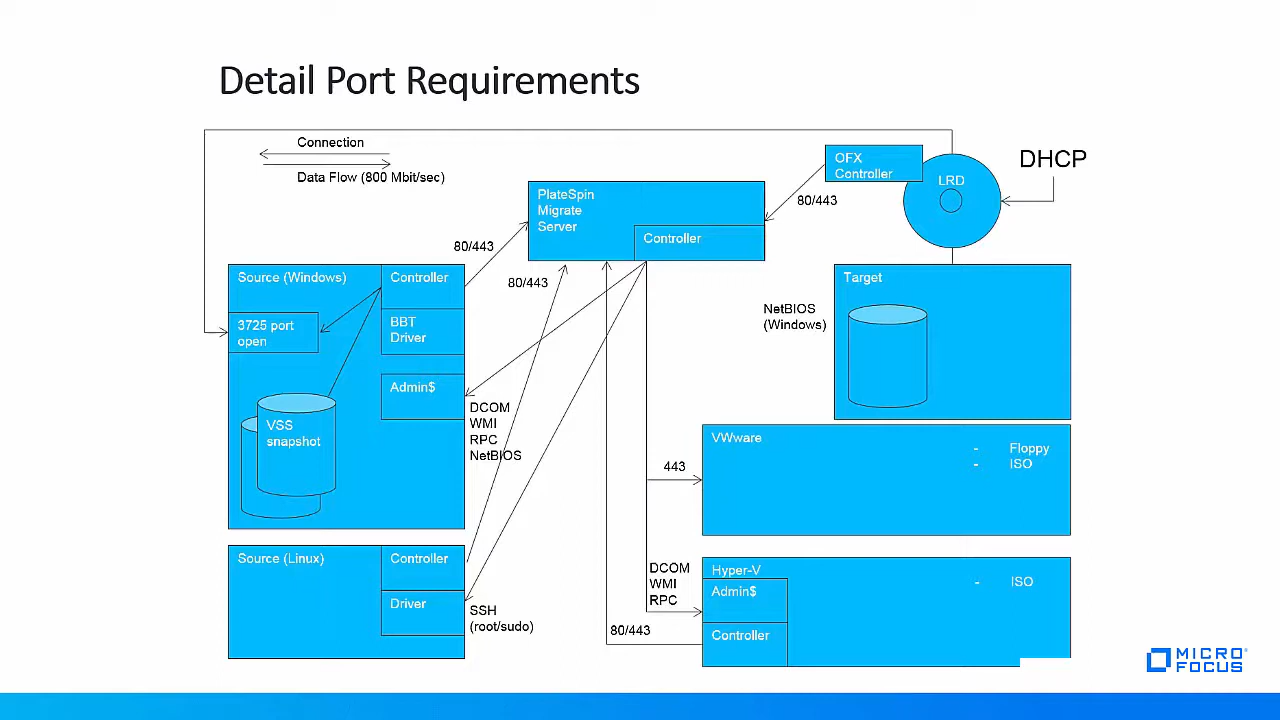 Detail Port Requirements
Connection
Data Flow (800 Mbit/sec)
OFX
Controller
LRD
DHCP
80/443
PlateSpin
Migrate
Server
Controller
80/443
80/443
Source (Windows)
Controller
3725 port
open
BBT
Driver
Admin$
VSS
snapshot
DCOM
WMI
RPC
NetBIOS
Target
NetBIOS
(Windows)
VWware
- Floppy
- ISO
443
Source (Linux)
Controller
Driver
SSH
(root/sudo)
DCOM
WMI
RPC
Hyper-V
- ISO
Admin$
Controller
80/443
MICRO
FOCUS